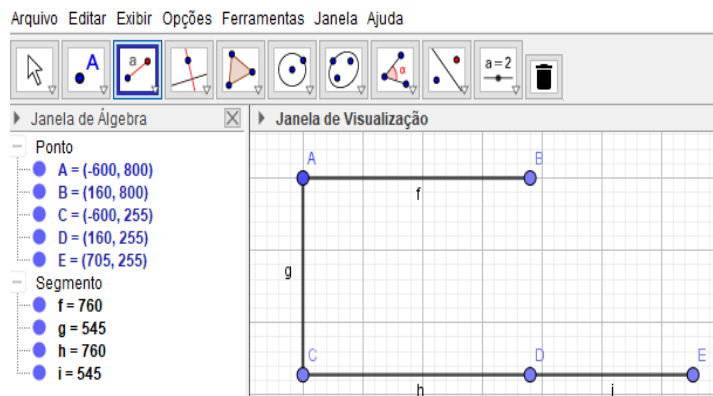 Arquivo Editar Exibir Opções Ferramentas Janela Ajuda
A a α a = 2
Janela de Álgebra
Janela de Visualização
Ponto
A = (-600, 800)
B = (160, 800)
C = (-600, 255)
D = (160, 255)
E = (705, 255)
Segmento
f = 760
g = 545
h = 760
i = 545
A B
f
g
C D E
h i